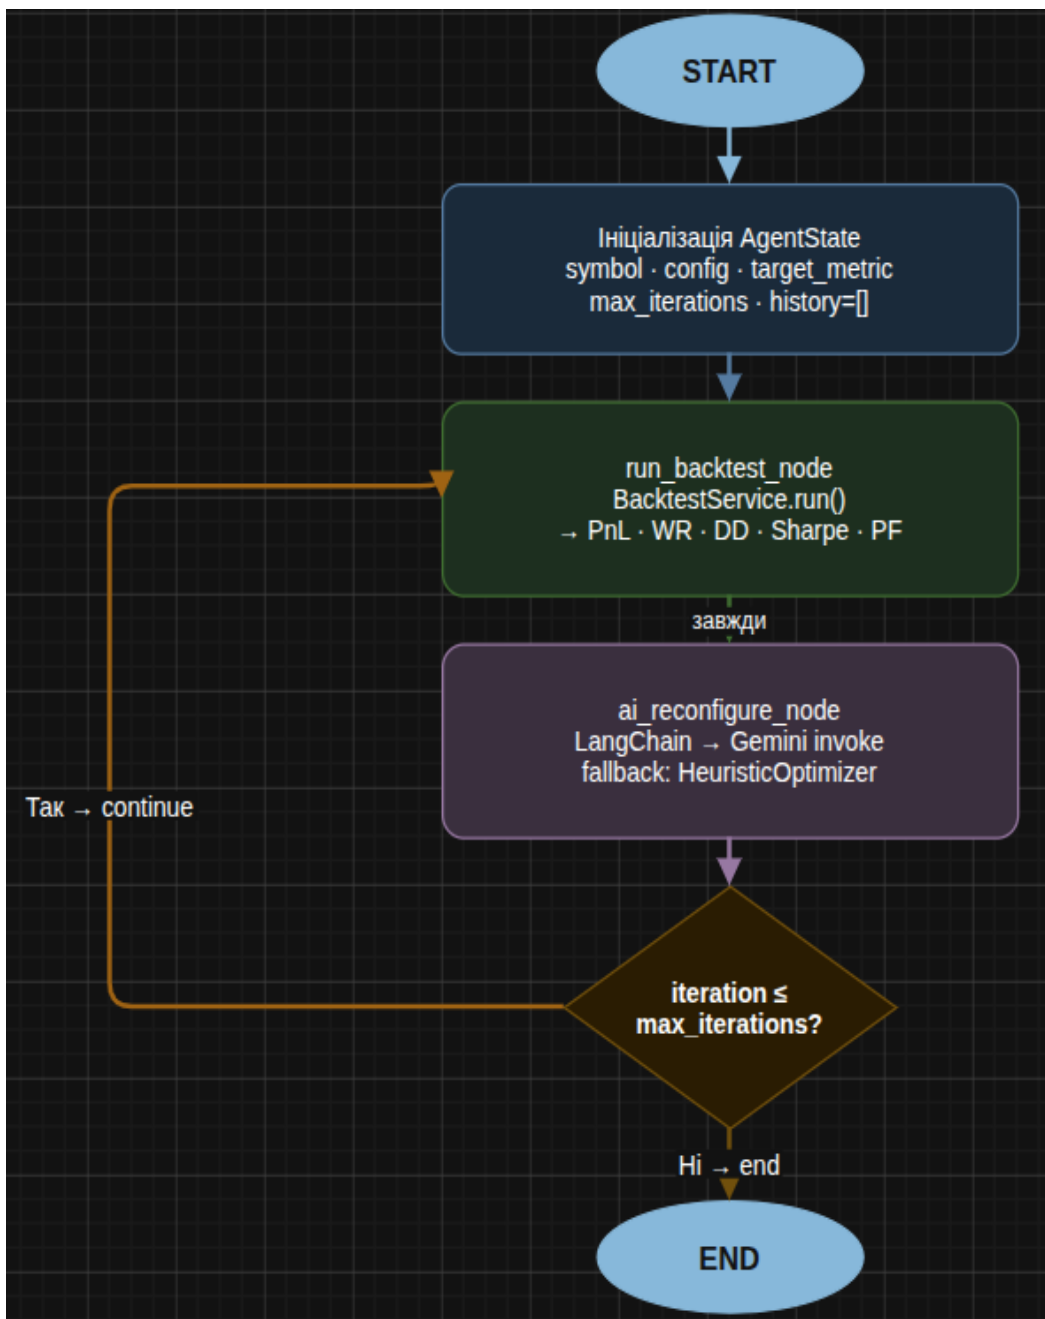 START
Ініціалізація AgentState
symbol · config · target_metric
max_iterations · history=[]
run_backtest_node
BacktestService.run()
→ PnL · WR · DD · Sharpe · PF
завжди
ai_reconfigure_node
LangChain → Gemini invoke
fallback: HeuristicOptimizer
Так → continue
iteration ≤
max_iterations?
Ні → end
END